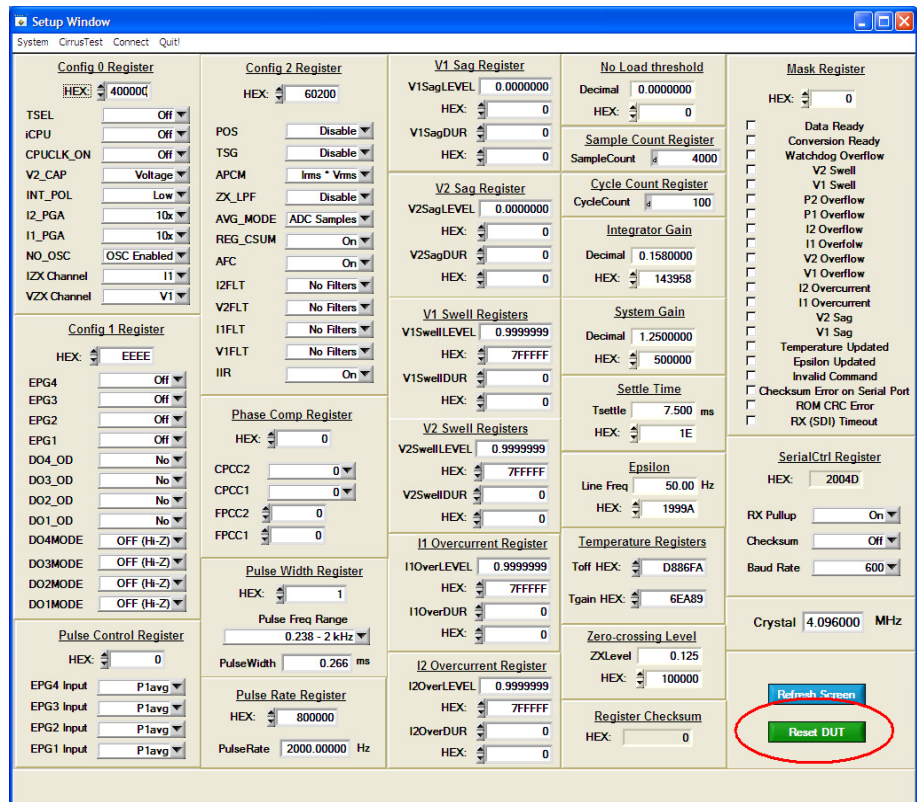 Setup Window
System CirrusTest Connect Quit!
Config 0 Register
HEX: 400000
TSEL Off
iCPU Off
CPUCLK_ON Off
V2_CAP Voltage
INT_POL Low
I2_PGA 10x
I1_PGA 10x
NO_OSC OSC Enabled
IZX Channel I1
VZX Channel V1
Config 1 Register
HEX: EEEE
EPG4 Off
EPG3 Off
EPG2 Off
EPG1 Off
DO4_OD No
DO3_OD No
DO2_OD No
DO1_OD No
DO4MODE OFF (Hi-Z)
DO3MODE OFF (Hi-Z)
DO2MODE OFF (Hi-Z)
DO1MODE OFF (Hi-Z)
Pulse Control Register
HEX: 0
EPG4 Input P1avg
EPG3 Input P1avg
EPG2 Input P1avg
EPG1 Input P1avg
Config 2 Register
HEX: 60200
POS Disable
TSG Disable
APCM Irms * Vrms
ZX_LPF Disable
AVG_MODE ADC Samples
REG_CSUM On
AFC On
I2FLT No Filters
V2FLT No Filters
I1FLT No Filters
V1FLT No Filters
IIR On
Phase Comp Register
HEX: 0
CPCC2 0
CPCC1 0
FPCC2 0
FPCC1 0
Pulse Width Register
HEX: 1
Pulse Freq Range
0.238 - 2 kHz
PulseWidth 0.266 ms
Pulse Rate Register
HEX: 800000
PulseRate 2000.00000 Hz
V1 Sag Register
V1SagLEVEL 0.0000000
HEX: 0
V1SagDUR 0
HEX: 0
V2 Sag Register
V2SagLEVEL 0.0000000
HEX: 0
V2SagDUR 0
HEX: 0
V1 Swell Registers
V1SwellLEVEL 0.9999999
HEX: 7FFFFF
V1SwellDUR 0
HEX: 0
V2 Swell Registers
V2SwellLEVEL 0.9999999
HEX: 7FFFFF
V2SwellDUR 0
HEX: 0
I1 Overcurrent Register
I1OverLEVEL 0.9999999
HEX: 7FFFFF
I1OverDUR 0
HEX: 0
I2 Overcurrent Register
I2OverLEVEL 0.9999999
HEX: 7FFFFF
I2OverDUR 0
HEX: 0
No Load threshold
Decimal 0.0000000
HEX: 0
Sample Count Register
SampleCount d 4000
Cycle Count Register
CycleCount d 100
Integrator Gain
Decimal 0.1580000
HEX: 143958
System Gain
Decimal 1.2500000
HEX: 500000
Settle Time
Tsettle 7.500 ms
HEX: 1E
Epsilon
Line Freq 50.00 Hz
HEX: 1999A
Temperature Registers
Toff HEX: D886FA
Tgain HEX: 6EA89
Zero-crossing Level
ZXLevel 0.125
HEX: 100000
Register Checksum
HEX: 0
Mask Register
HEX: 0
Data Ready
Conversion Ready
Watchdog Overflow
V2 Swell
V1 Swell
P2 Overflow
P1 Overflow
I2 Overflow
I1 Overfolw
V2 Overflow
V1 Overflow
I2 Overcurrent
I1 Overcurrent
V2 Sag
V1 Sag
Temperature Updated
Epsilon Updated
Invalid Command
Checksum Error on Serial Port
ROM CRC Error
RX (SDI) Timeout
SerialCtrl Register
HEX: 2004D
RX Pullup On
Checksum Off
Baud Rate 600
Crystal 4.096000 MHz
Refresh Screen
Reset DUT